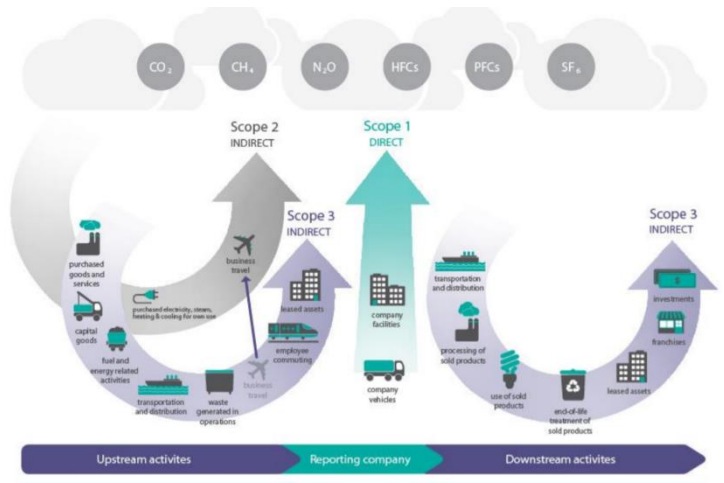 CO₂
CH₄
N₂O
HFCs
PFCs
SF₆
Scope 2
INDIRECT
Scope 1
DIRECT
Scope 3
INDIRECT
Scope 3
INDIRECT
purchased
goods and
services
capital
goods
fuel and
energy related
activities
purchased electricity, steam,
heating & cooling for own use
transportation
and distribution
waste
generated in
operations
business
travel
business
travel
employee
commuting
leased assets
company
facilities
company
vehicles
transportation
and distribution
processing of
sold products
use of sold
products
end-of-life
treatment of
sold products
leased assets
franchises
investments
Upstream activites
Reporting company
Downstream activites